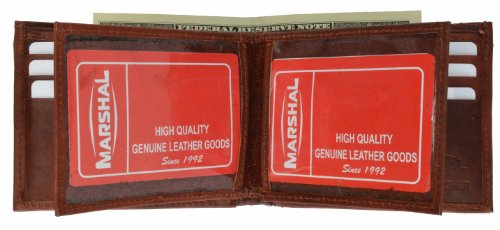 FEDERAL RESERVE NOTE
MARSHAL
HIGH QUALITY
GENUINE LEATHER GOODS
Since 1992
MARSHAL
HIGH QUALITY
GENUINE LEATHER GOODS
Since 1992